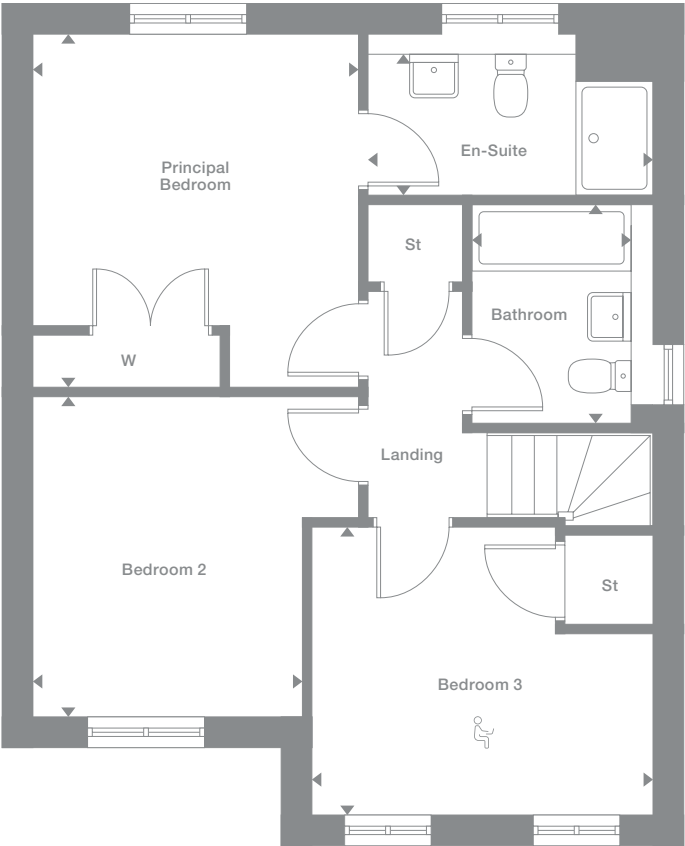 Principal
Bedroom
En-Suite
St
Bathroom
W
Landing
Bedroom 2
St
Bedroom 3